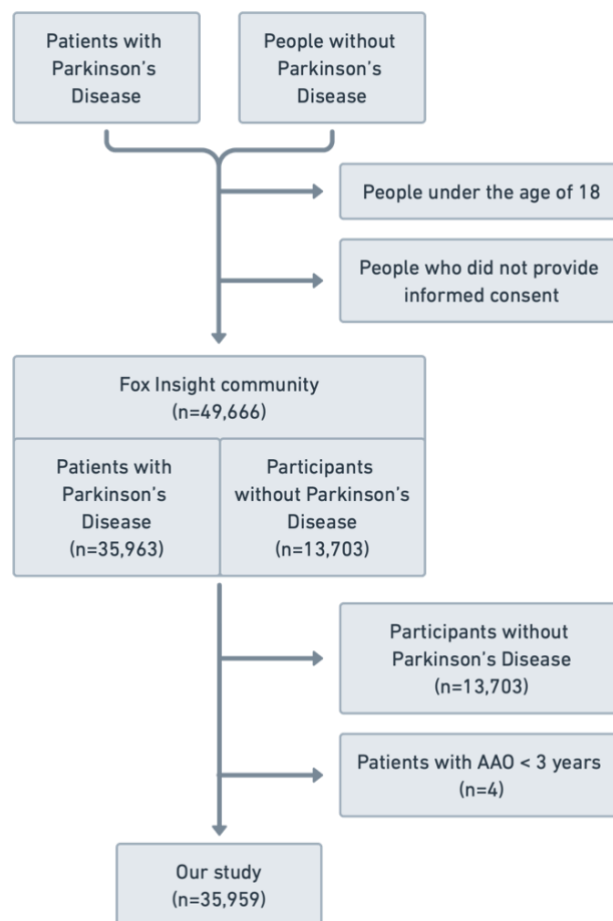 Patients with
Parkinson's
Disease
People without
Parkinson's
Disease
People under the age of 18
People who did not provide
informed consent
Fox Insight community
(n=49,666)
Patients with
Parkinson's
Disease
(n=35,963)
Participants
without Parkinson's
Disease
(n=13,703)
Participants without
Parkinson's Disease
(n=13,703)
Patients with AAO < 3 years
(n=4)
Our study
(n=35,959)